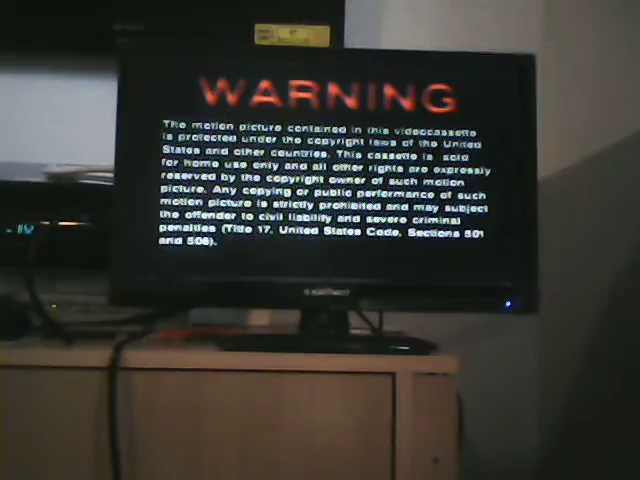 WARNING
The motion picture contained in this videocassette
is protected under the copyright laws of the United
States and other countries. This cassette is sold
for home use only and all other rights are expressly
reserved by the copyright owner of such motion
picture. Any copying or public performance of such
motion picture is strictly prohibited and may subject
the offender to civil liability and severe criminal
penalties (Title 17, United States Code, Sections 501
and 506).